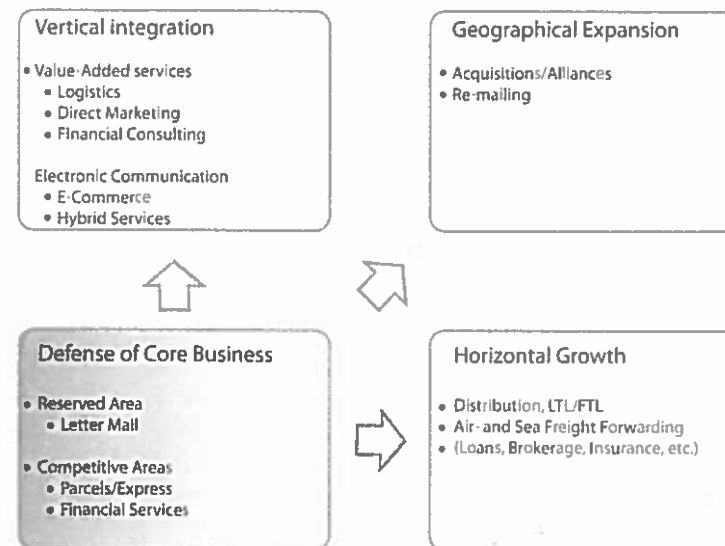 Vertical integration
• Value-Added services
• Logistics
• Direct Marketing
• Financial Consulting
Electronic Communication
• E-Commerce
• Hybrid Services
Geographical Expansion
• Acquisitions/Alliances
• Re-mailing
Defense of Core Business
• Reserved Area
• Letter Mail
• Competitive Areas
• Parcels/Express
• Financial Services
Horizontal Growth
• Distribution, LTL/FTL
• Air- and Sea Freight Forwarding
• (Loans, Brokerage, Insurance, etc.)